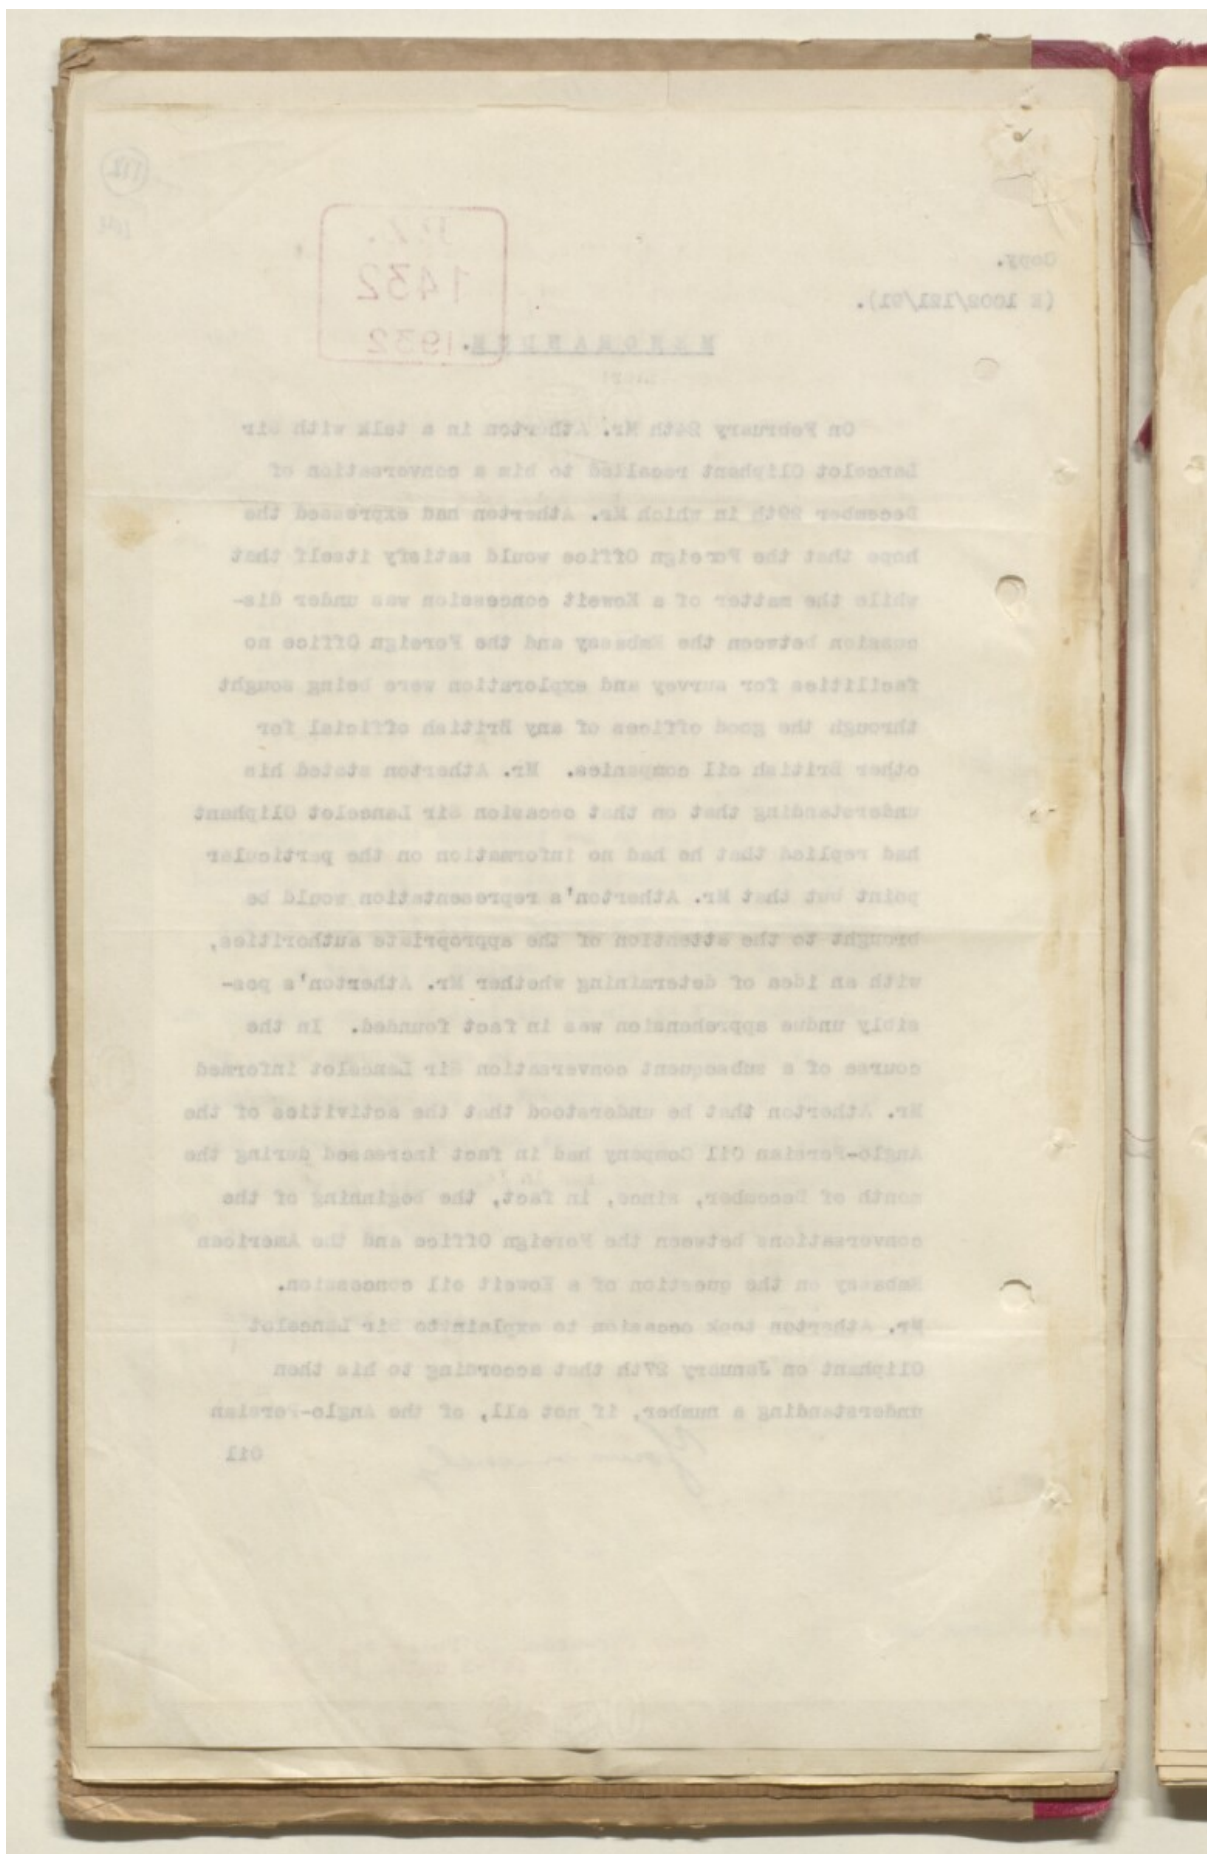 Copy.
(E 1002/121/91).
P.Z.
1432
1932
MEMORANDUM.
On February 24th Mr. Atherton in a talk with Sir
Lancelot Oliphant recalled to him a conversation of
December 29th in which Mr. Atherton had expressed the
hope that the Foreign Office would satisfy itself that
while the matter of a Koweit concession was under dis-
cussion between the Embassy and the Foreign Office no
facilities for survey and exploration were being sought
through the good offices of any British official for
other British oil companies. Mr. Atherton stated his
understanding that on that occasion Sir Lancelot Oliphant
had replied that he had no information on the particular
point but that Mr. Atherton's representation would be
brought to the attention of the appropriate authorities,
with an idea of determining whether Mr. Atherton's pos-
sibly undue apprehension was in fact founded. In the
course of a subsequent conversation Sir Lancelot informed
Mr. Atherton that he understood that the activities of the
Anglo-Persian Oil Company had in fact increased during the
month of December, since, in fact, the beginning of the
conversations between the Foreign Office and the American
Embassy on the question of a Koweit oil concession.
Mr. Atherton took occasion to explain to Sir Lancelot
Oliphant on January 27th that according to his then
understanding a number, if not all, of the Anglo-Persian
Oil